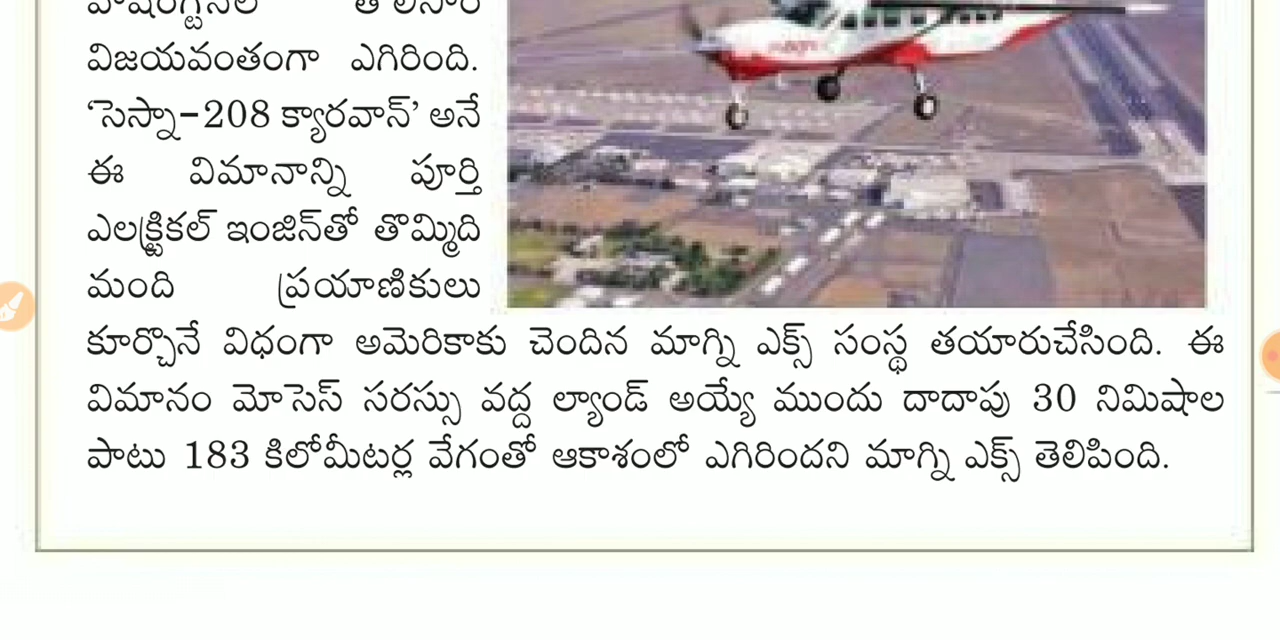 విజయవంతంగా ఎగిరింది.
‘సెస్నా-208 క్యారవాన్’ అనే
ఈ విమానాన్ని పూర్తి
ఎలక్ట్రికల్ ఇంజిన్‌తో తొమ్మిది
మంది ప్రయాణికులు
కూర్చొనే విధంగా అమెరికాకు చెందిన మాగ్ని ఎక్స్ సంస్థ తయారుచేసింది. ఈ
విమానం మోసెస్ సరస్సు వద్ద ల్యాండ్ అయ్యే ముందు దాదాపు 30 నిమిషాల
పాటు 183 కిలోమీటర్ల వేగంతో ఆకాశంలో ఎగిరిందని మాగ్ని ఎక్స్ తెలిపింది.